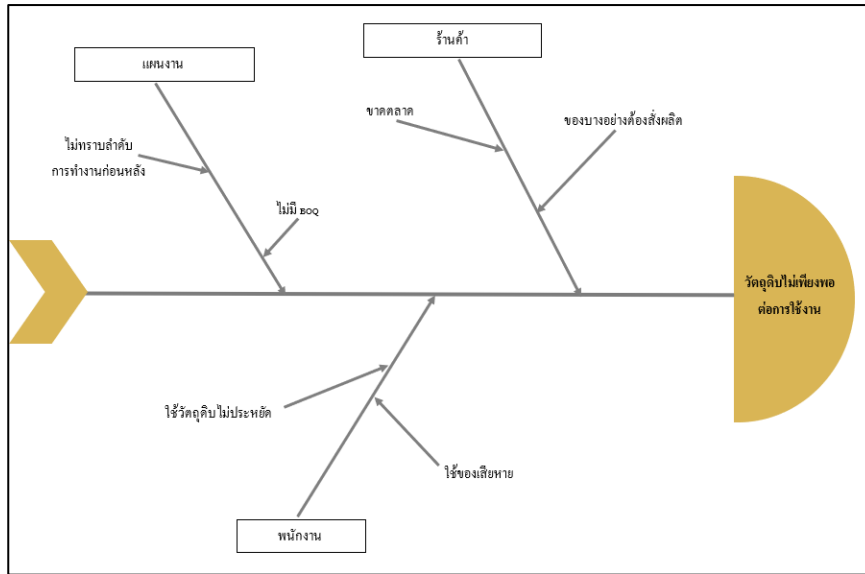 ร้านค้า
แผนงาน
ขาดตลาด
ของบางอย่างต้องสั่งผลิต
ไม่ทราบลำดับ
การทำงานก่อนหลัง
ไม่มี BOQ
วัตถุดิบไม่เพียงพอ
ต่อการใช้งาน
ใช้วัตถุดิบไม่ประหยัด
ใช้ของเสียหาย
พนักงาน